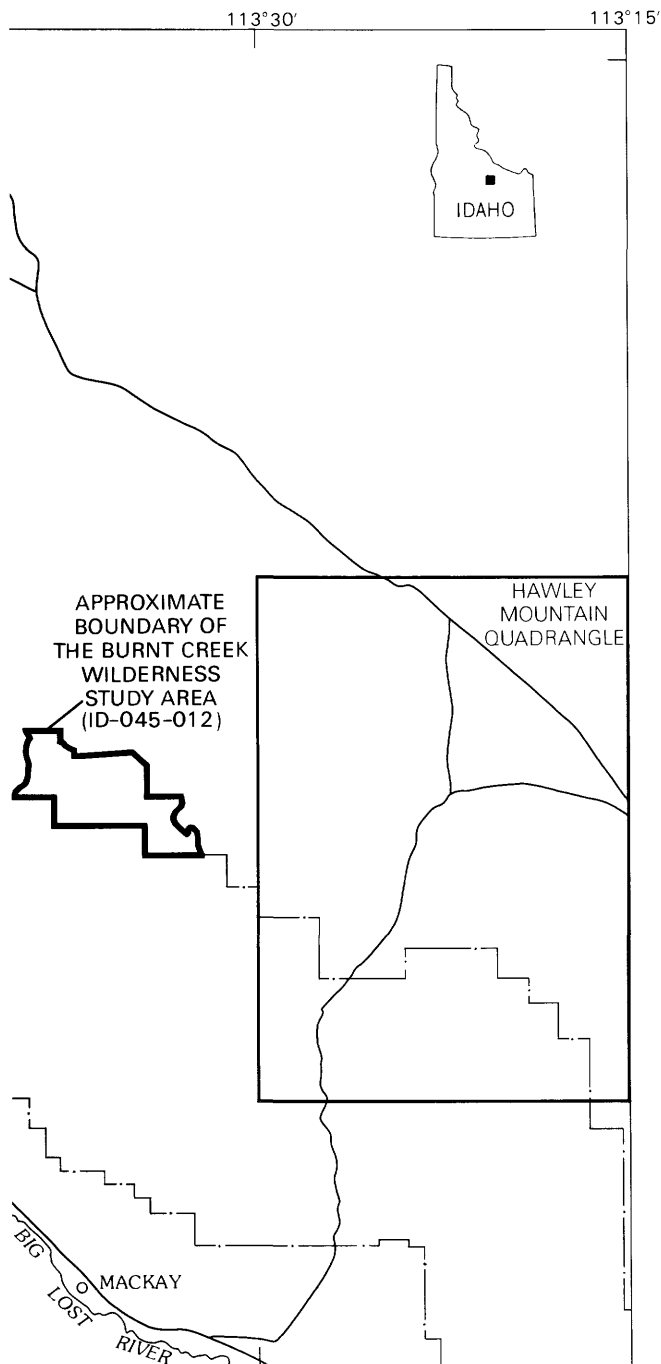 113°30′
113°15′
IDAHO
APPROXIMATE
BOUNDARY OF
THE BURNT CREEK
WILDERNESS
STUDY AREA
(ID-045-012)
HAWLEY
MOUNTAIN
QUADRANGLE
MACKAY
BIG
LOST
RIVER